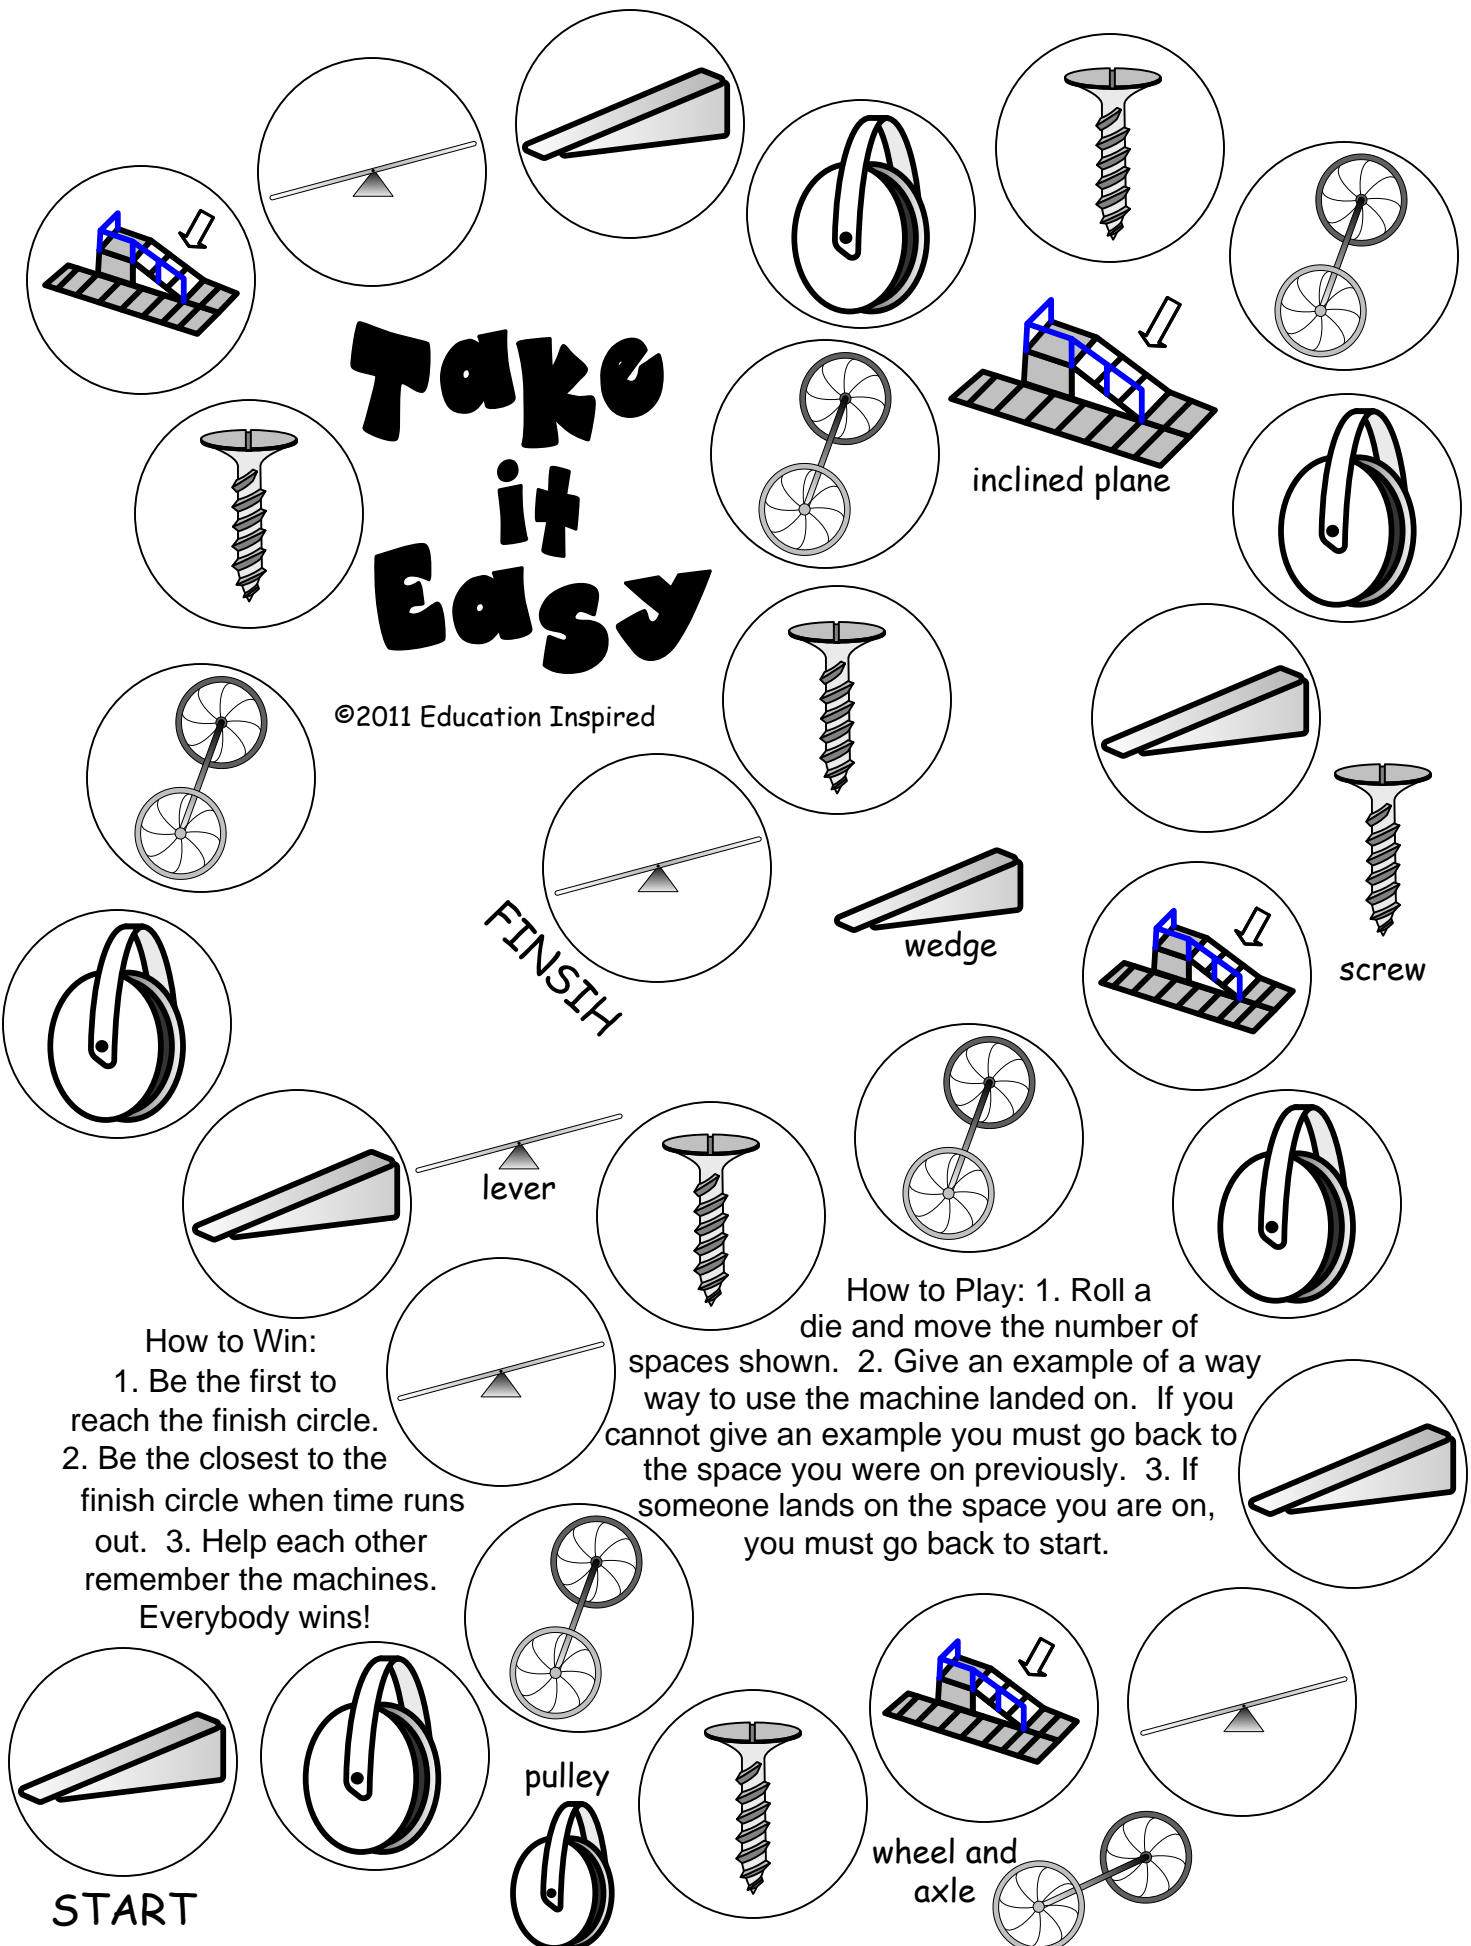 Take
it
Easy
©2011 Education Inspired
inclined plane
wedge
screw
FINSIH
lever
How to Play: 1. Roll a
die and move the number of
spaces shown.  2. Give an example of a way
way to use the machine landed on.  If you
cannot give an example you must go back to
the space you were on previously.  3. If
someone lands on the space you are on,
you must go back to start.
How to Win:
1. Be the first to
reach the finish circle.
2. Be the closest to the
finish circle when time runs
out.  3. Help each other
remember the machines.
Everybody wins!
pulley
wheel and
axle
START